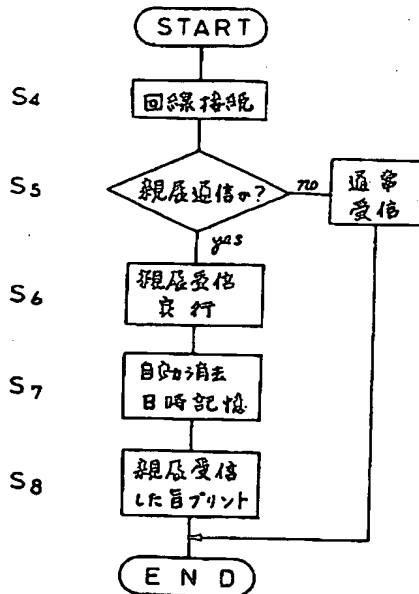 START
S4
回線接続
S5
親展通信か?
no
通常
受信
yes
S6
親展受信
実行
S7
自動消去
日時記憶
S8
親展受信
した旨プリント
END